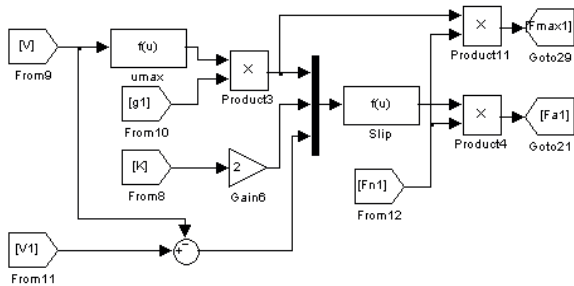 [V]
From9
f(u)
umax
[g1]
From10
×
Product3
[K]
From8
2
Gain6
[V1]
From11
+
−
f(u)
Slip
[Fn1]
From12
×
Product11
[Fmax1]
Goto29
×
Product4
[Fa1]
Goto21